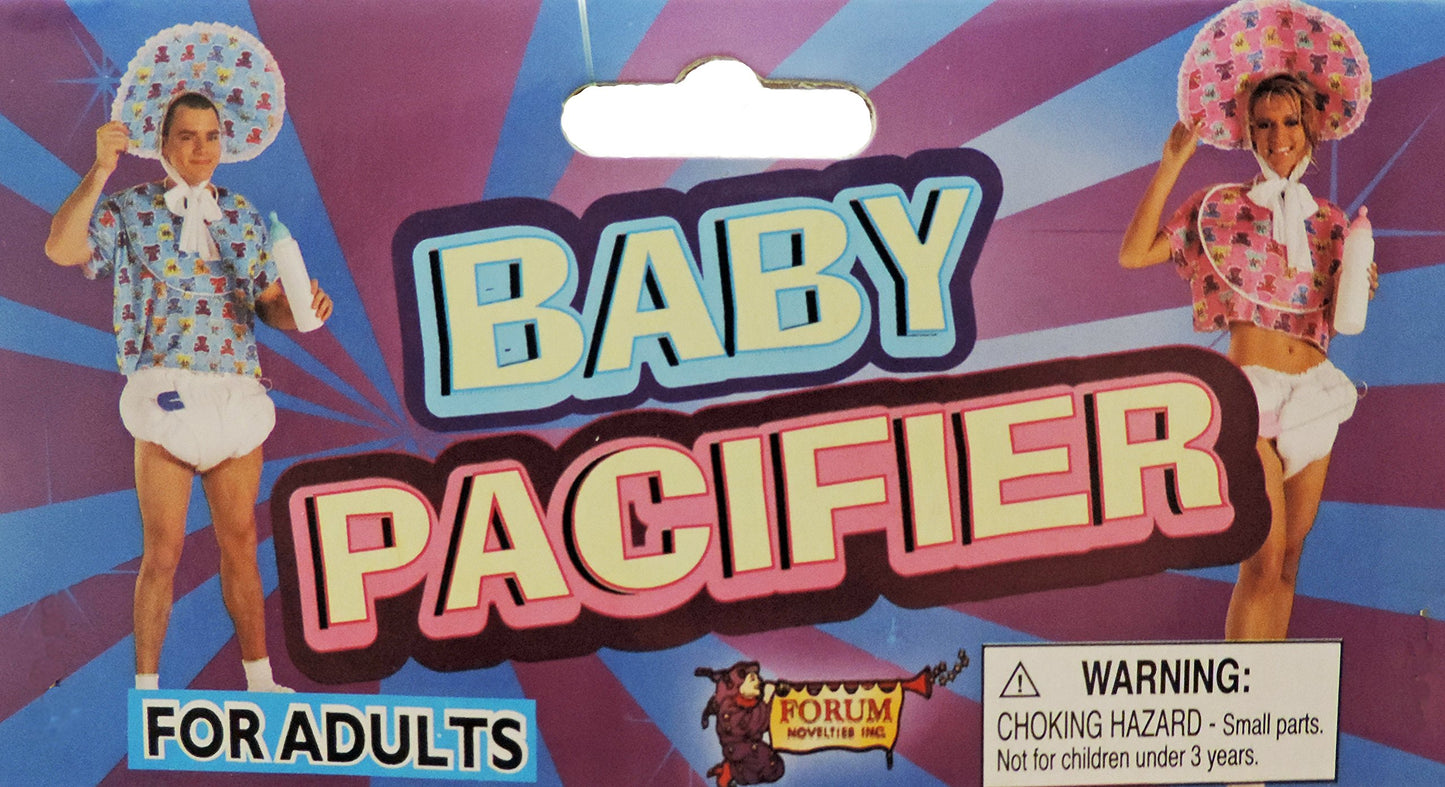 BABY
PACIFIER
FOR ADULTS
FORUM
NOVELTIES INC.
WARNING:
CHOKING HAZARD - Small parts.
Not for children under 3 years.